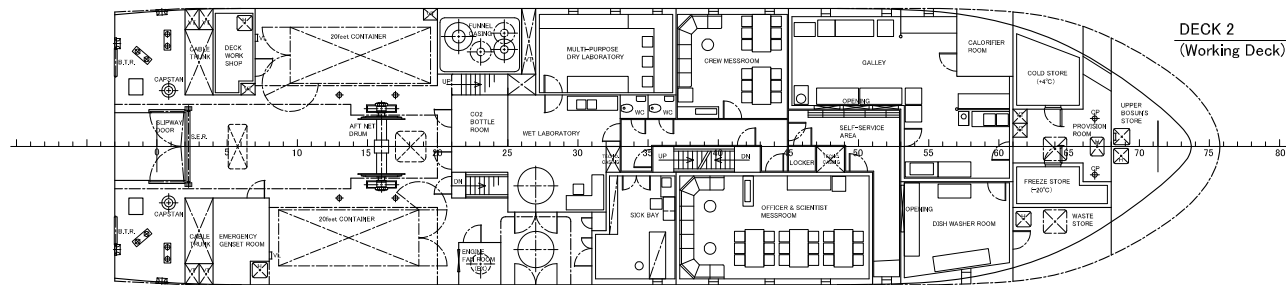 DECK 2
(Working Deck)
B.T.R.
CAPSTAN
CABLE
TRUNK
DECK
WORK
SHOP
20feet CONTAINER
FUNNEL
CASING
UP
MULTI-PURPOSE
DRY LABORATORY
CREW MESSROOM
GALLEY
CALORIFIER
ROOM
COLD STORE
(+4°C)
OPENING
SLIPWAY
DOOR
S.E.R.
AFT NET
DRUM
CO2
BOTTLE
ROOM
WET LABORATORY
WC
WC
SELF-SERVICE
AREA
PROVISION
ROOM
CP
UPPER
BOSUN'S
STORE
0
5
10
15
20
25
30
35
40
45
50
55
60
65
70
75
80
UP
DN
LOCKER
CP
DN
FREEZE STORE
(-20°C)
CAPSTAN
B.T.R.
CABLE
TRUNK
EMERGENCY
GENSET ROOM
20feet CONTAINER
ENGINE
FAN ROOM
SICK BAY
OFFICER & SCIENTIST
MESSROOM
OPENING
DISH WASHER ROOM
WASTE
STORE